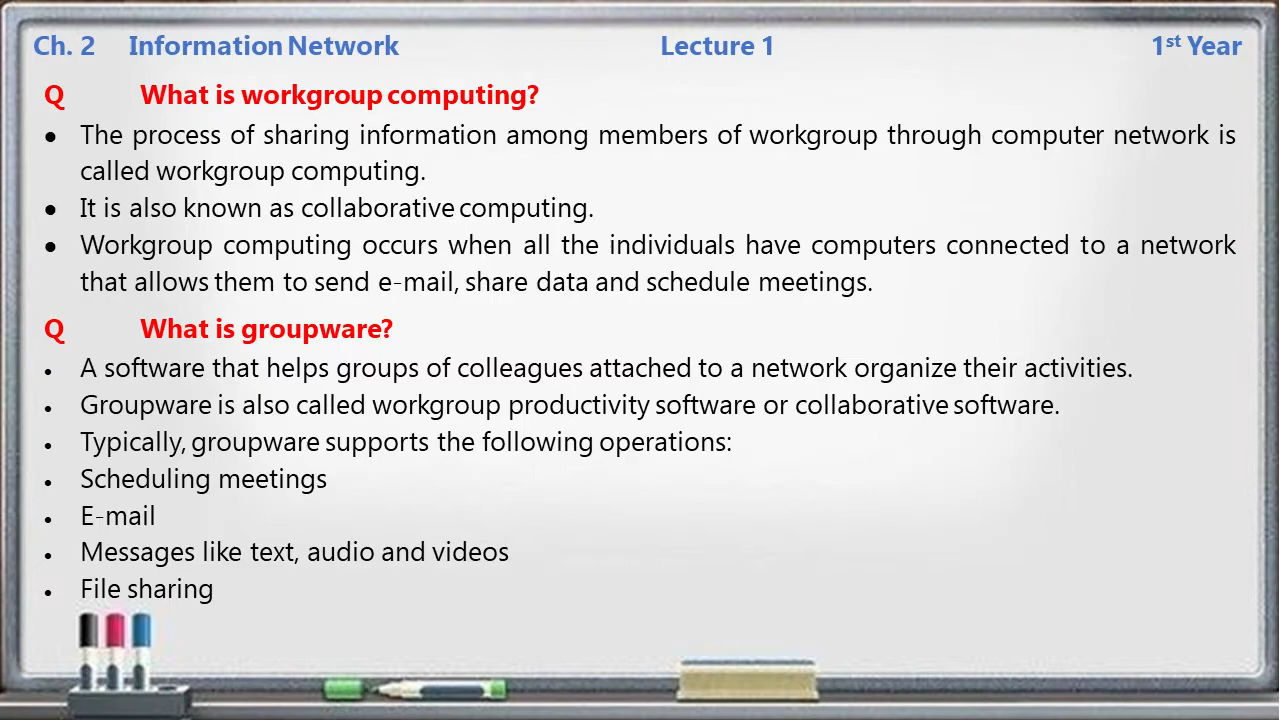 Ch. 2 Information Network Lecture 1 1st Year
Q What is workgroup computing?
● The process of sharing information among members of workgroup through computer network is
called workgroup computing.
● It is also known as collaborative computing.
● Workgroup computing occurs when all the individuals have computers connected to a network
that allows them to send e-mail, share data and schedule meetings.
Q What is groupware?
• A software that helps groups of colleagues attached to a network organize their activities.
• Groupware is also called workgroup productivity software or collaborative software.
• Typically, groupware supports the following operations:
• Scheduling meetings
• E-mail
• Messages like text, audio and videos
• File sharing